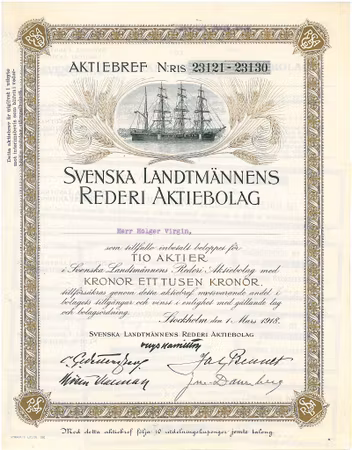 AKTIEBREF N:RIS 23121-23130
SVENSKA LANDTMÄNNENS
REDERI AKTIEBOLAG
Herr Holger Virgin,
som tillfullo inbetalt beloppet för
TIO AKTIER
i Svenska Landtmännens Rederi Aktiebolag med
KRONOR ETT TUSEN KRONOR,
tillförsäkras genom detta aktiebref motsvarande andel i
bolagets tillgångar och vinst i enlighet med gällande lag
och bolagsordning.
Stockholm den 1. Mars 1918.
SVENSKA LANDTMÄNNENS REDERI AKTIEBOLAG
Med detta aktiebref följa 10 utdelningskuponger jemte talong.